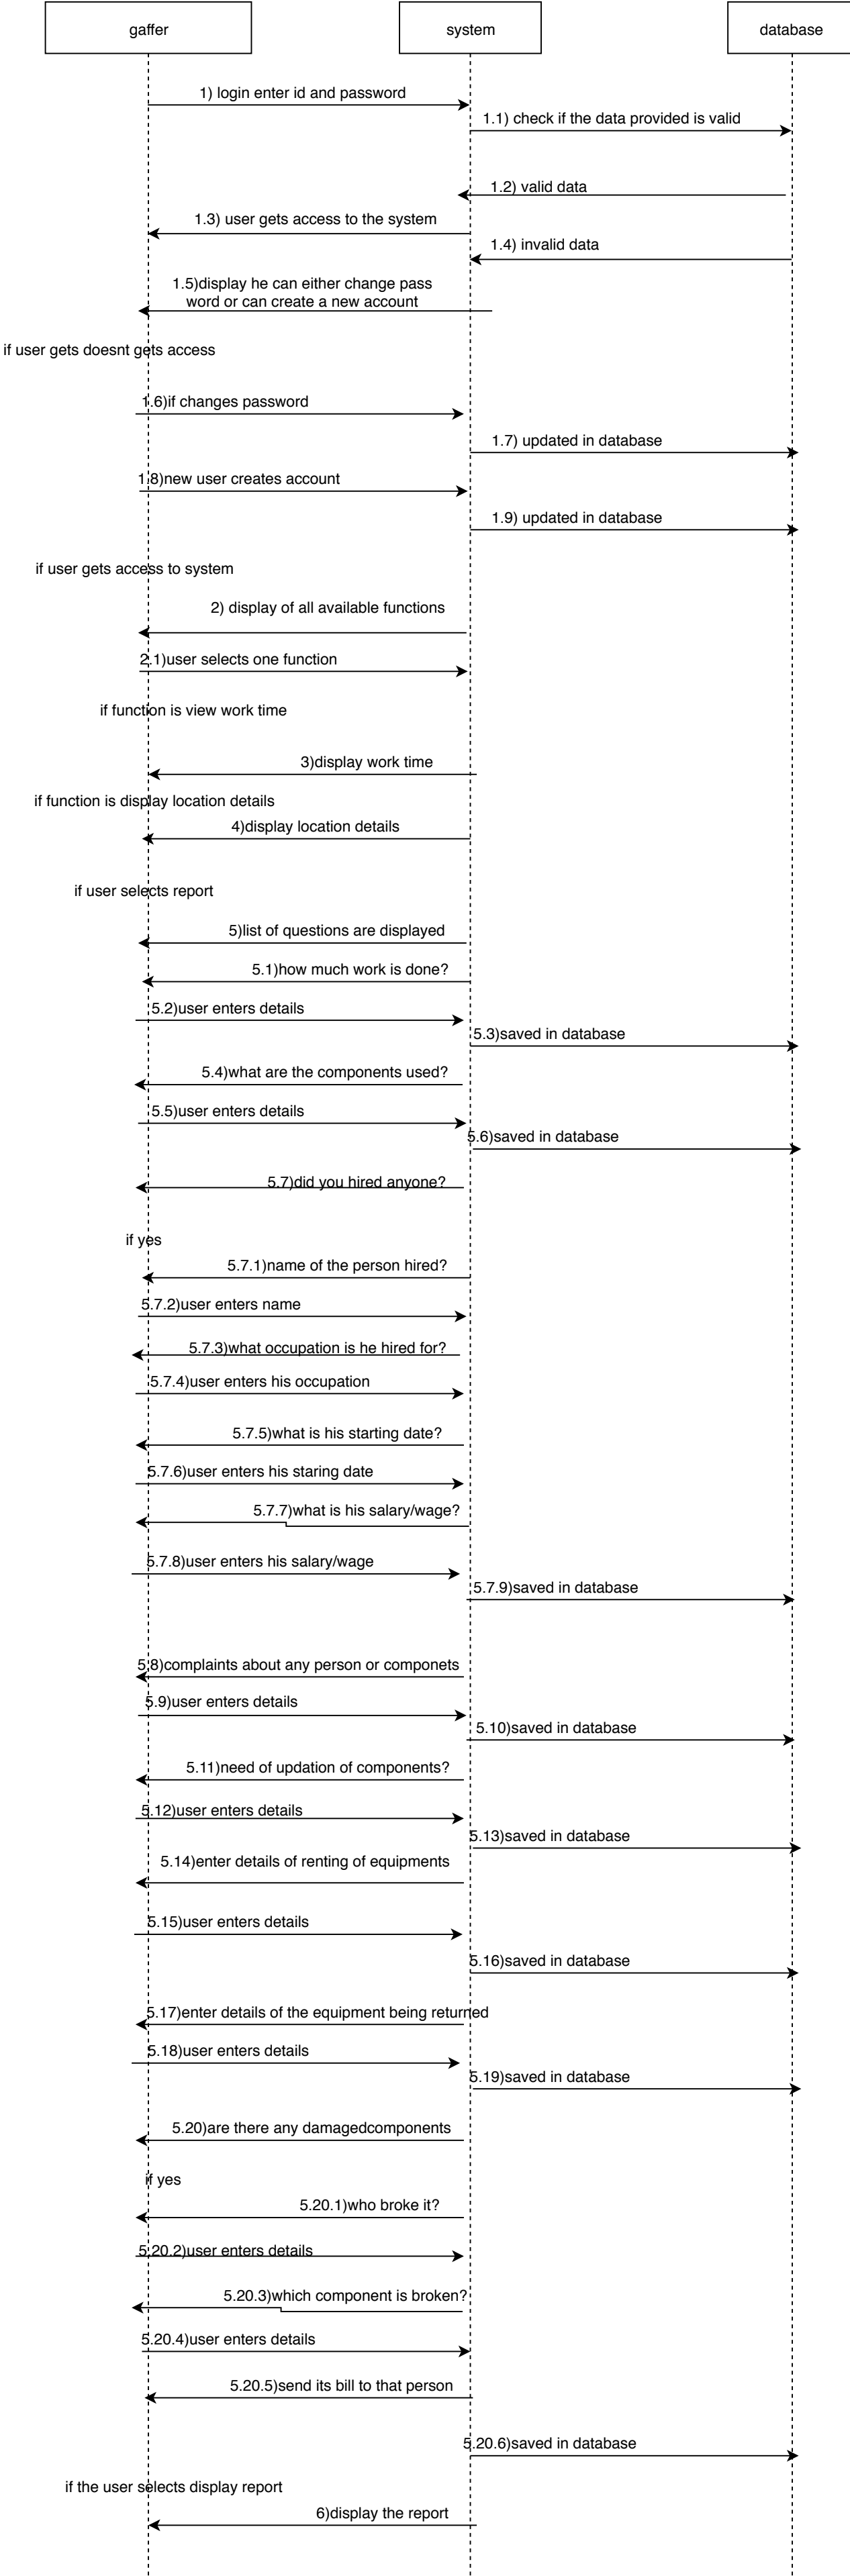 gaffer
system
database
1) login enter id and password
1.1) check if the data provided is valid
1.2) valid data
1.3) user gets access to the system
1.4) invalid data
1.5)display he can either change pass
word or can create a new account
if user gets doesnt gets access
1.6)if changes password
1.7) updated in database
1.8)new user creates account
1.9) updated in database
if user gets access to system
2) display of all available functions
2.1)user selects one function
if function is view work time
3)display work time
if function is display location details
4)display location details
if user selects report
5)list of questions are displayed
5.1)how much work is done?
5.2)user enters details
5.3)saved in database
5.4)what are the components used?
5.5)user enters details
5.6)saved in database
5.7)did you hired anyone?
if yes
5.7.1)name of the person hired?
5.7.2)user enters name
5.7.3)what occupation is he hired for?
5.7.4)user enters his occupation
5.7.5)what is his starting date?
5.7.6)user enters his staring date
5.7.7)what is his salary/wage?
5.7.8)user enters his salary/wage
5.7.9)saved in database
5.8)complaints about any person or componets
5.9)user enters details
5.10)saved in database
5.11)need of updation of components?
5.12)user enters details
5.13)saved in database
5.14)enter details of renting of equipments
5.15)user enters details
5.16)saved in database
5.17)enter details of the equipment being returned
5.18)user enters details
5.19)saved in database
5.20)are there any damagedcomponents
if yes
5.20.1)who broke it?
5.20.2)user enters details
5.20.3)which component is broken?
5.20.4)user enters details
5.20.5)send its bill to that person
5.20.6)saved in database
if the user selects display report
6)display the report